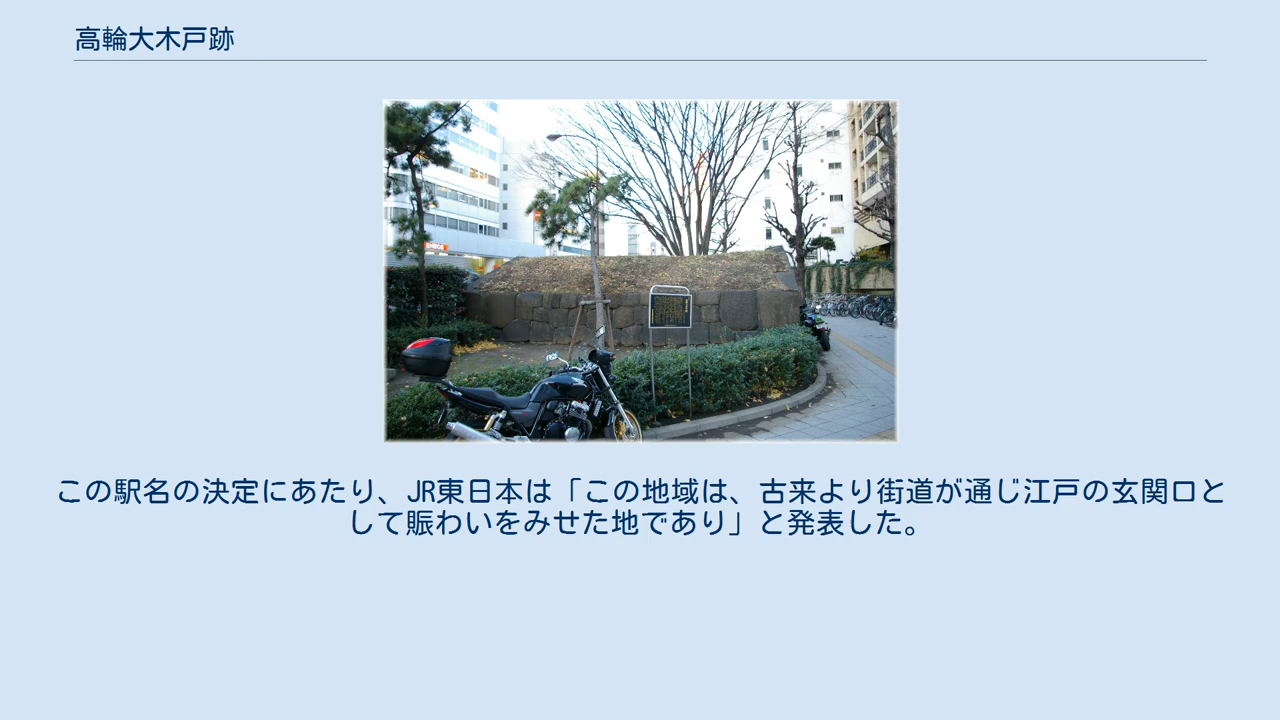 高輪大木戸跡
ENEOS
この駅名の決定にあたり、JR東日本は「この地域は、古来より街道が通じ江戸の玄関口と
して賑わいをみせた地であり」と発表した。